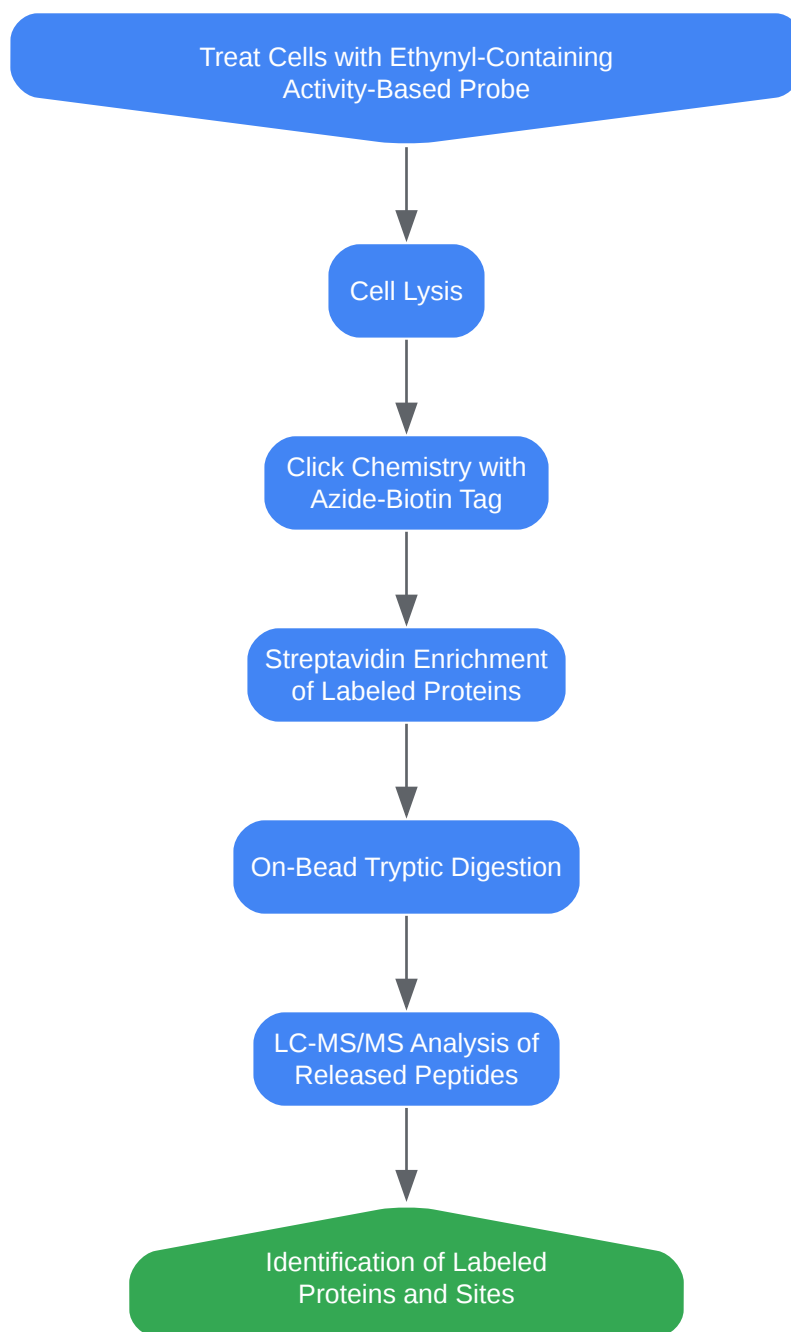 Treat Cells with Ethynyl-Containing
Activity-Based Probe
Cell Lysis
Click Chemistry with
Azide-Biotin Tag
Streptavidin Enrichment
of Labeled Proteins
On-Bead Tryptic Digestion
LC-MS/MS Analysis of
Released Peptides
Identification of Labeled
Proteins and Sites